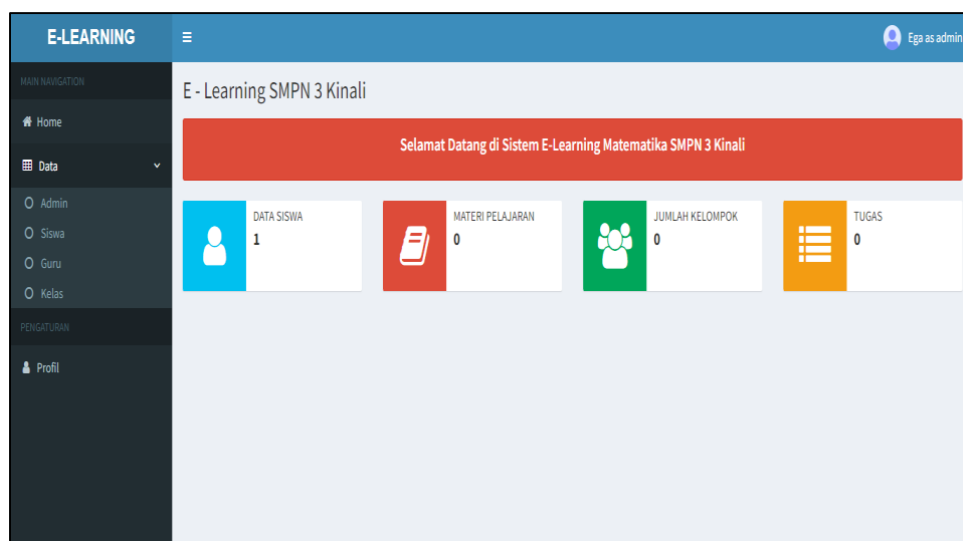 E-LEARNING
Ega as admin
MAIN NAVIGATION
Home
Data
Admin
Siswa
Guru
Kelas
PENGATURAN
Profil
E - Learning SMPN 3 Kinali
Selamat Datang di Sistem E-Learning Matematika SMPN 3 Kinali
DATA SISWA
1
MATERI PELAJARAN
0
JUMLAH KELOMPOK
0
TUGAS
0